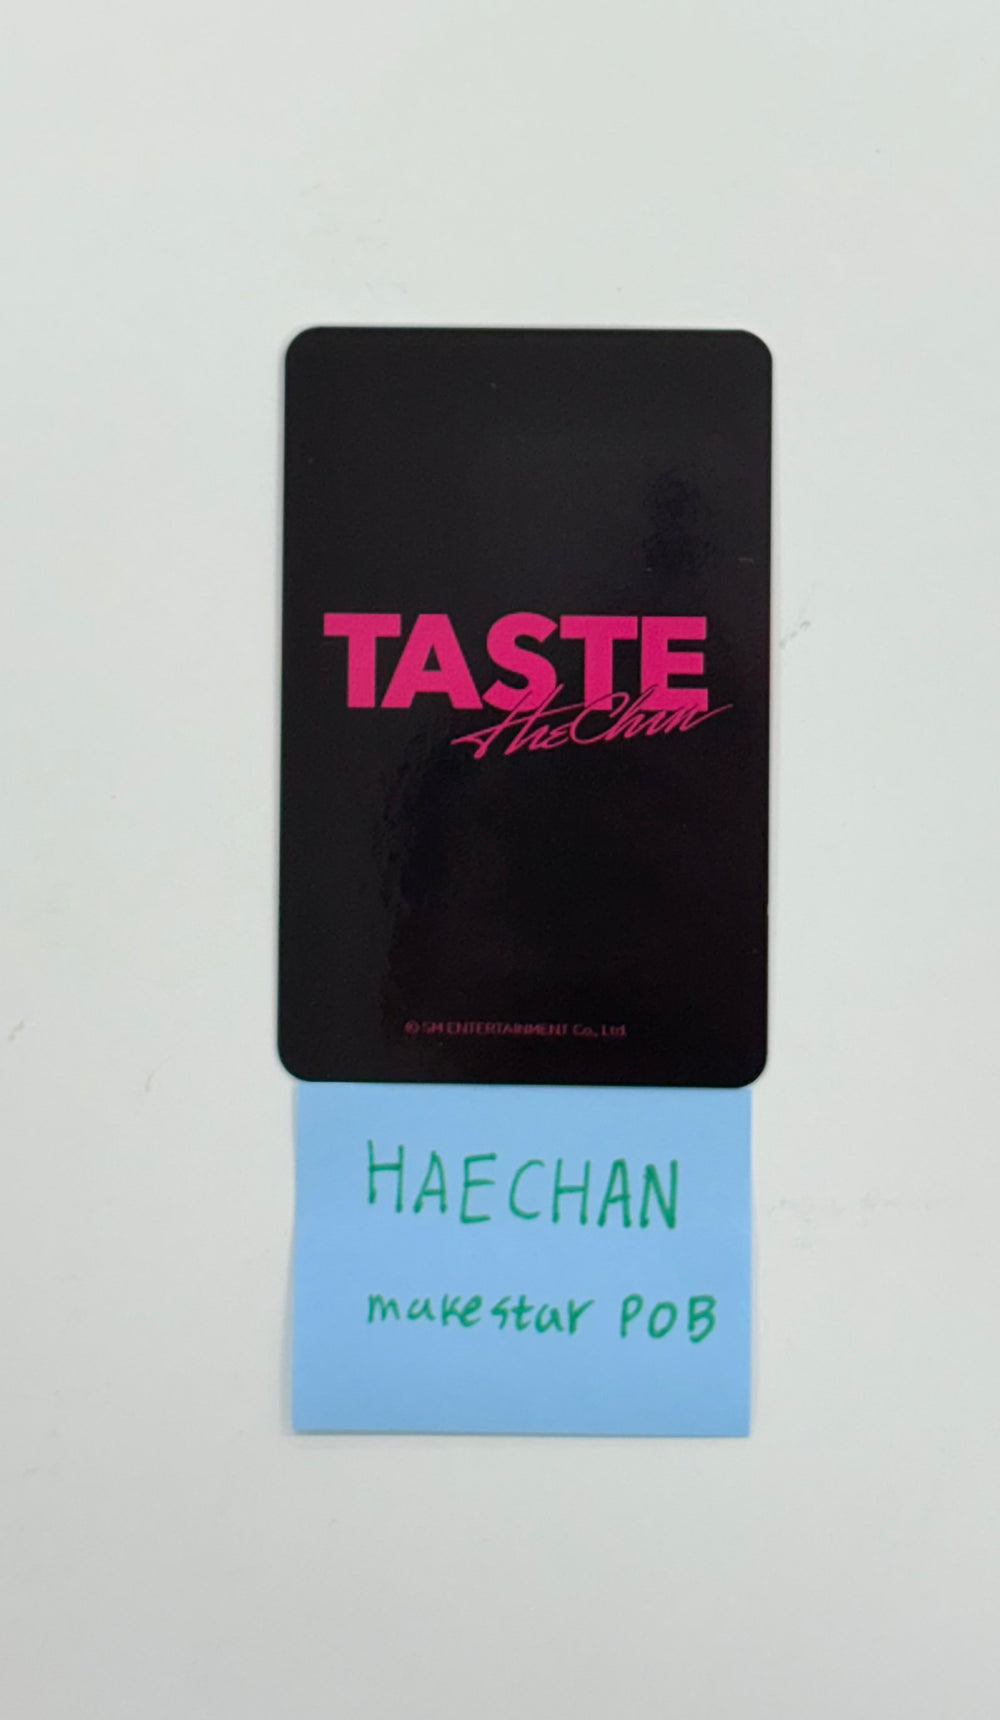 TASTE
HAECHAN
© SM ENTERTAINMENT Co., Ltd.
HAECHAN
makestar POB